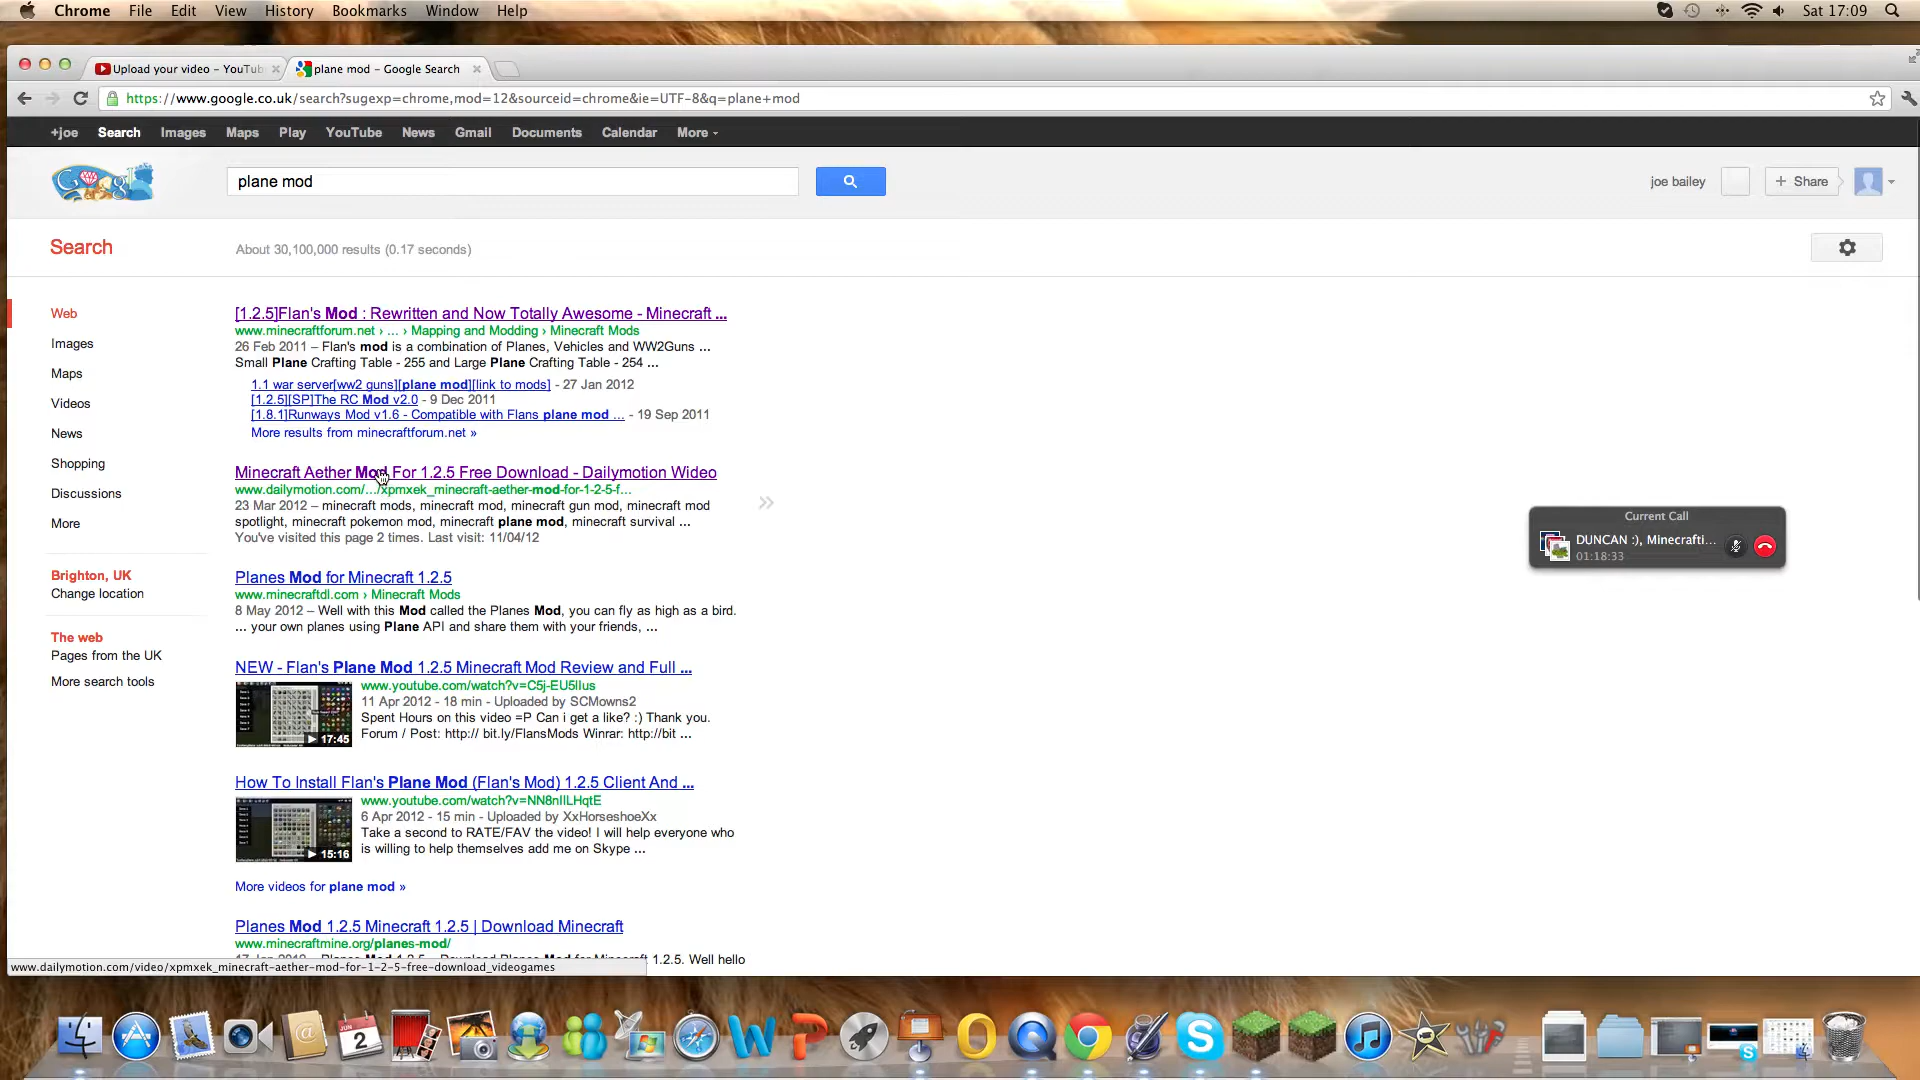 Chrome File Edit View History Bookmarks Window Help Sat 17:09
Upload your video – YouTub plane mod – Google Search
https://www.google.co.uk/search?sugexp=chrome,mod=12&sourceid=chrome&ie=UTF-8&q=plane+mod
+joe Search Images Maps Play YouTube News Gmail Documents Calendar More
plane mod
joe bailey + Share
Search About 30,100,000 results (0.17 seconds)
Web
Images
Maps
Videos
News
Shopping
Discussions
More
Brighton, UK
Change location
The web
Pages from the UK
More search tools
[1.2.5]Flan's Mod : Rewritten and Now Totally Awesome - Minecraft ...
www.minecraftforum.net › ... › Mapping and Modding › Minecraft Mods
26 Feb 2011 – Flan's mod is a combination of Planes, Vehicles and WW2Guns ...
Small Plane Crafting Table - 255 and Large Plane Crafting Table - 254 ...
1.1 war server[ww2 guns][plane mod][link to mods] - 27 Jan 2012
[1.2.5][SP]The RC Mod v2.0 - 9 Dec 2011
[1.8.1]Runways Mod v1.6 - Compatible with Flans plane mod ... - 19 Sep 2011
More results from minecraftforum.net »
Minecraft Aether Mod For 1.2.5 Free Download - Dailymotion Wideo
www.dailymotion.com/.../xpmxek_minecraft-aether-mod-for-1-2-5-f...
23 Mar 2012 – minecraft mods, minecraft mod, minecraft gun mod, minecraft mod
spotlight, minecraft pokemon mod, minecraft plane mod, minecraft survival ...
You've visited this page 2 times. Last visit: 11/04/12
Planes Mod for Minecraft 1.2.5
www.minecraftdl.com › Minecraft Mods
8 May 2012 – Well with this Mod called the Planes Mod, you can fly as high as a bird.
... your own planes using Plane API and share them with your friends, ...
NEW - Flan's Plane Mod 1.2.5 Minecraft Mod Review and Full ...
www.youtube.com/watch?v=C5j-EU5lIus
11 Apr 2012 - 18 min - Uploaded by SCMowns2
Spent Hours on this video =P Can i get a like? :) Thank you.
Forum / Post: http:// bit.ly/FlansMods Winrar: http://bit ...
17:45
How To Install Flan's Plane Mod (Flan's Mod) 1.2.5 Client And ...
www.youtube.com/watch?v=NN8nIlLHqtE
6 Apr 2012 - 15 min - Uploaded by XxHorseshoeXx
Take a second to RATE/FAV the video! I will help everyone who
is willing to help themselves add me on Skype ...
15:16
More videos for plane mod »
Planes Mod 1.2.5 Minecraft 1.2.5 | Download Minecraft
www.minecraftmine.org/planes-mod/
1.2.5. Well hello
www.dailymotion.com/video/xpmxek_minecraft-aether-mod-for-1-2-5-free-download_videogames
Current Call
DUNCAN :), Minecrafti...
01:18:33
JUN
2